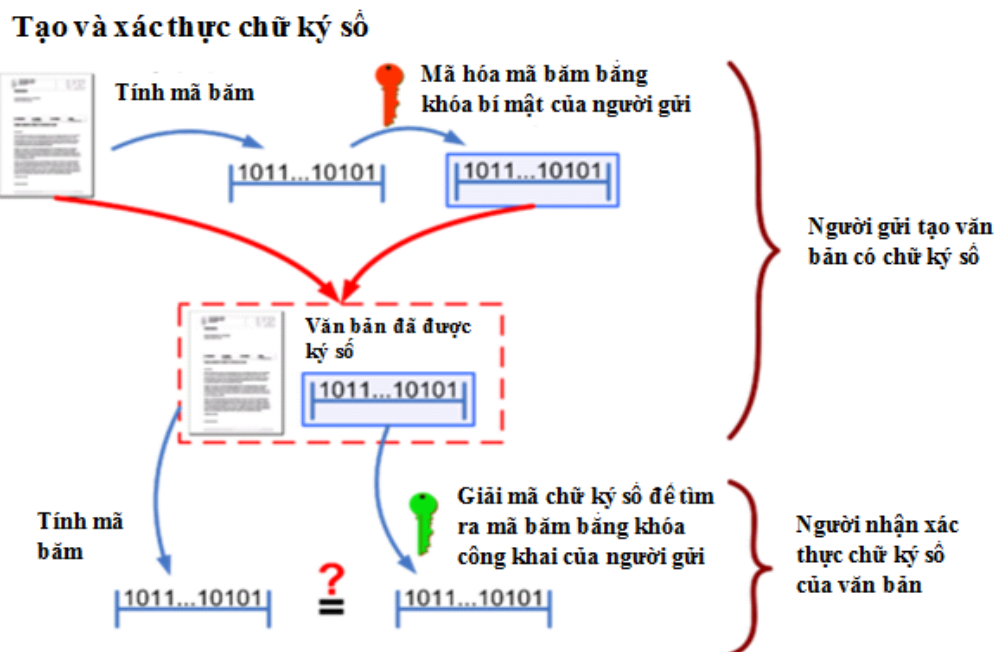 Tạo và xác thực chữ ký số
Tính mã băm
Mã hóa mã băm bằng
khóa bí mật của người gửi
1011...10101
1011...10101
Người gửi tạo văn
bản có chữ ký số
Văn bản đã được
ký số
1011...10101
Tính mã
băm
Giải mã chữ ký số để tìm
ra mã băm bằng khóa
công khai của người gửi
Người nhận xác
thực chữ ký số
của văn bản
1011...10101
?
=
1011...10101